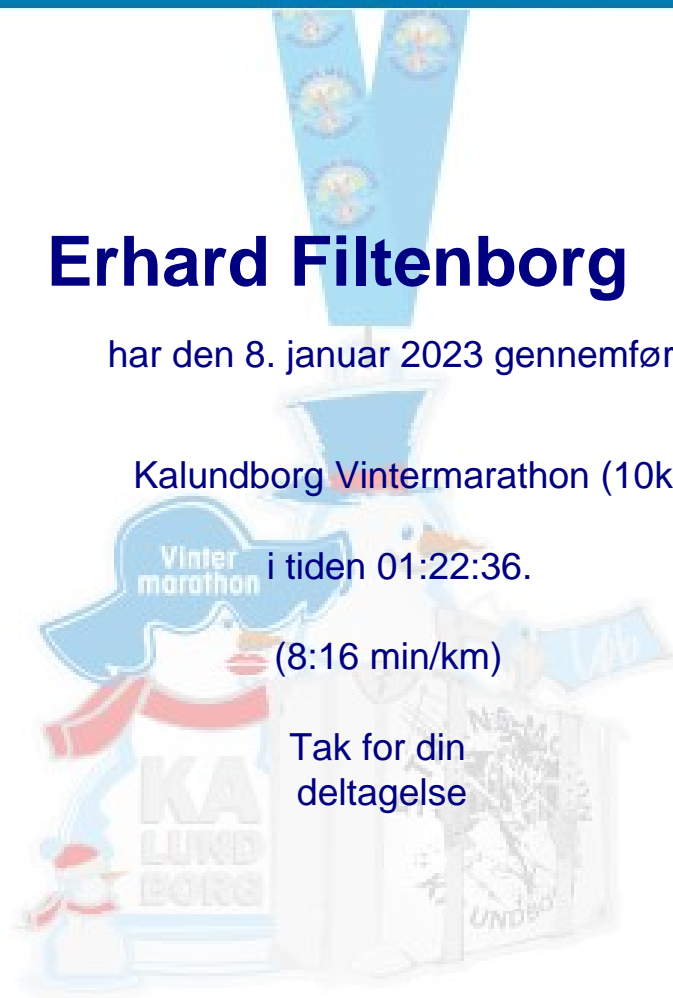 Erhard Filtenborg
har den 8. januar 2023 gennemfør
Kalundborg Vintermarathon (10k
i tiden 01:22:36.
Vinter
marathon
(8:16 min/km)
VM
Tak for din
deltagelse
KA
LUND
BORG